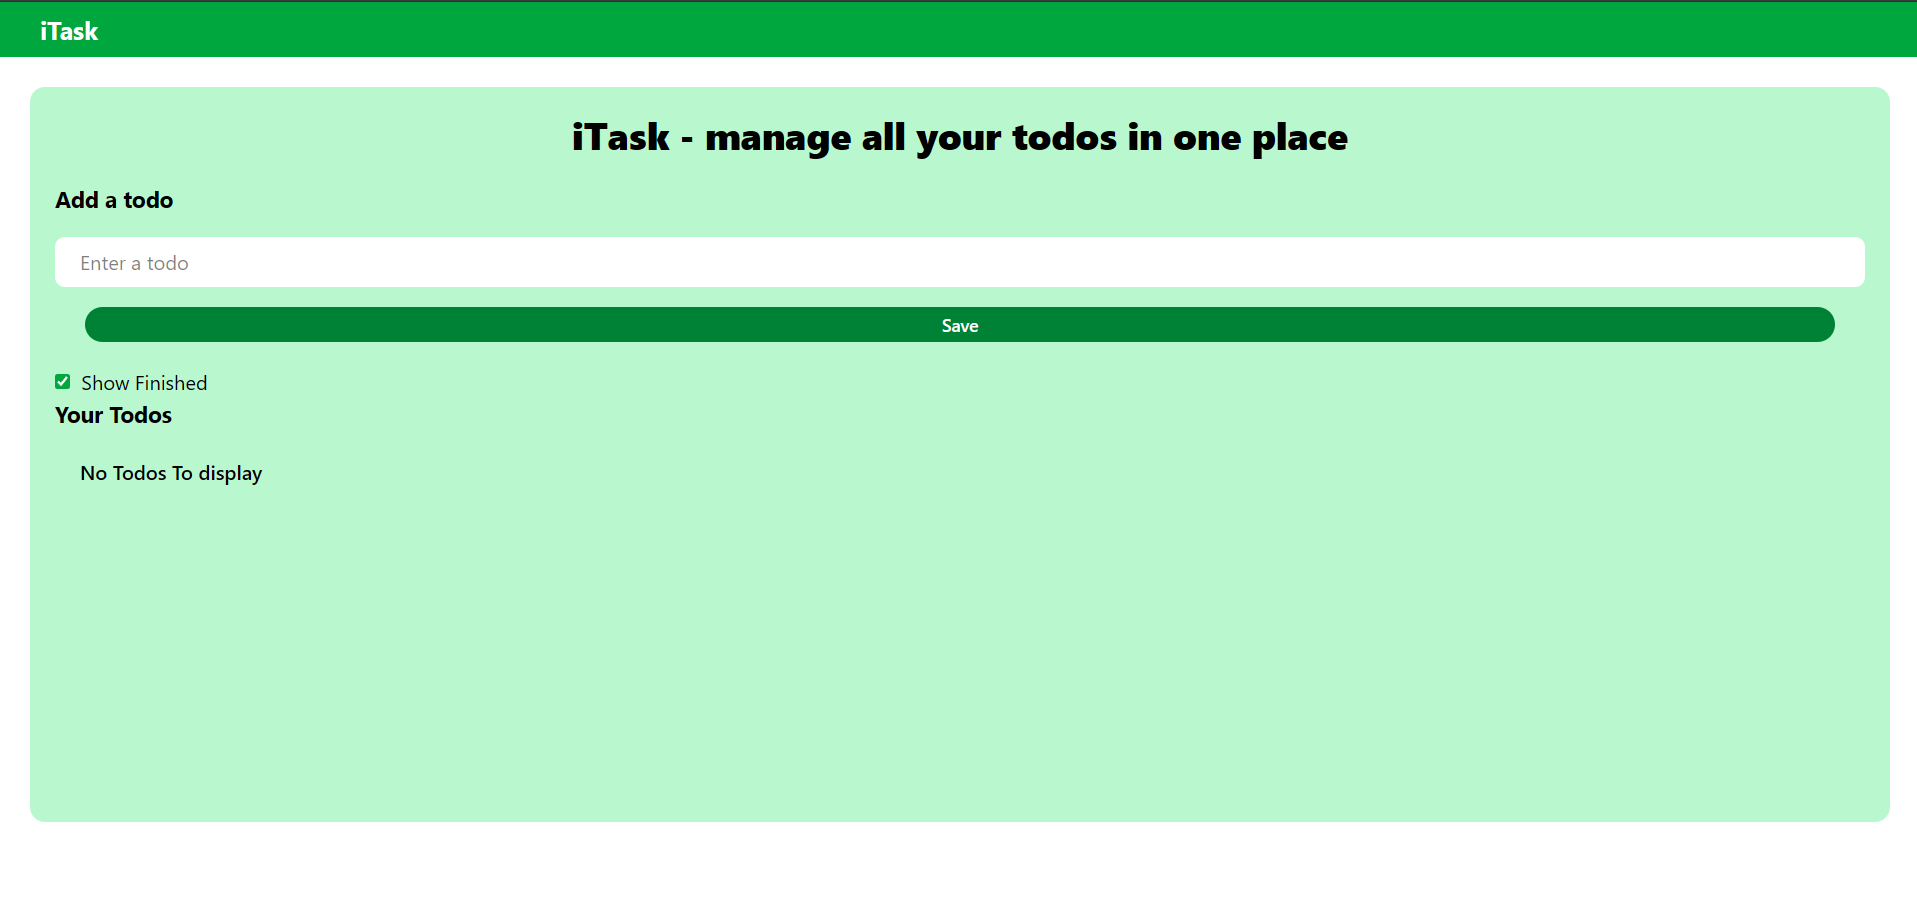 iTask
iTask - manage all your todos in one place
Add a todo
Enter a todo
Save
Show Finished
Your Todos
No Todos To display